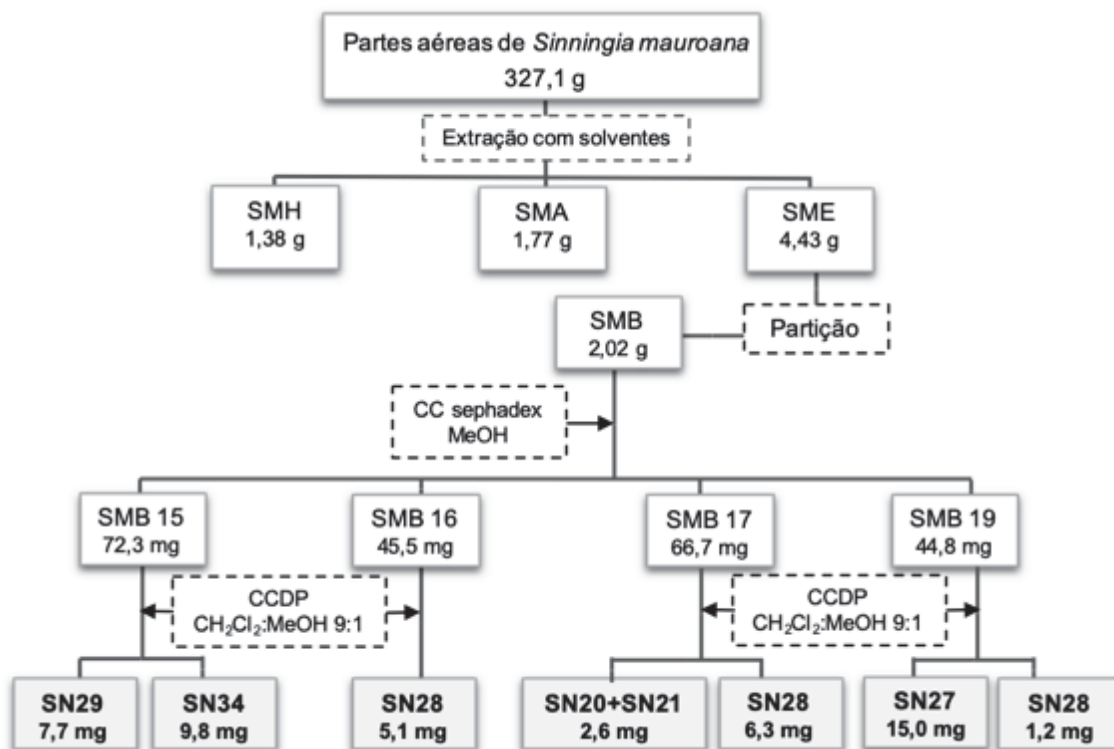 Partes aéreas de Sinningia mauroana
327,1 g
Extração com solventes
SMH
1,38 g
SMA
1,77 g
SME
4,43 g
SMB
2,02 g
Partição
CC sephadex
MeOH
SMB 15
72,3 mg
SMB 16
45,5 mg
SMB 17
66,7 mg
SMB 19
44,8 mg
CCDP
CH₂Cl₂:MeOH 9:1
CCDP
CH₂Cl₂:MeOH 9:1
SN29
7,7 mg
SN34
9,8 mg
SN28
5,1 mg
SN20+SN21
2,6 mg
SN28
6,3 mg
SN27
15,0 mg
SN28
1,2 mg